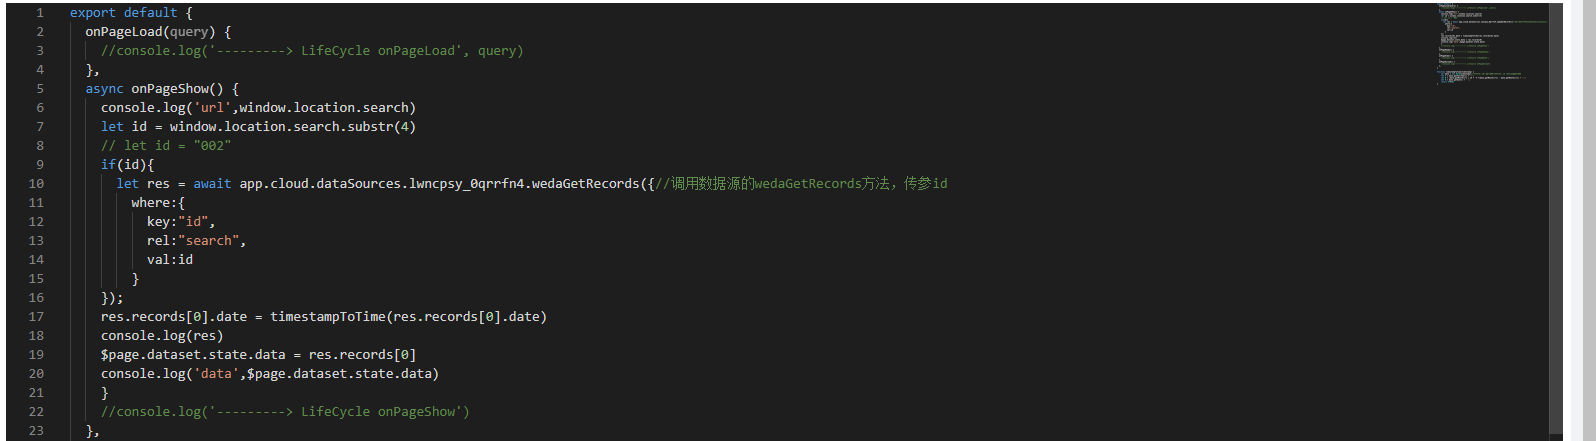 1 export default {
2 onPageLoad(query) {
3 //console.log('---------> LifeCycle onPageLoad', query)
4 },
5 async onPageShow() {
6 console.log('url',window.location.search)
7 let id = window.location.search.substr(4)
8 // let id = "002"
9 if(id){
10 let res = await app.cloud.dataSources.lwncpsy_0qrrfn4.wedaGetRecords({//调用数据源的wedaGetRecords方法，传参id
11 where:{
12 key:"id",
13 rel:"search",
14 val:id
15 }
16 });
17 res.records[0].date = timestampToTime(res.records[0].date)
18 console.log(res)
19 $page.dataset.state.data = res.records[0]
20 console.log('data',$page.dataset.state.data)
21 }
22 //console.log('---------> LifeCycle onPageShow')
23 },